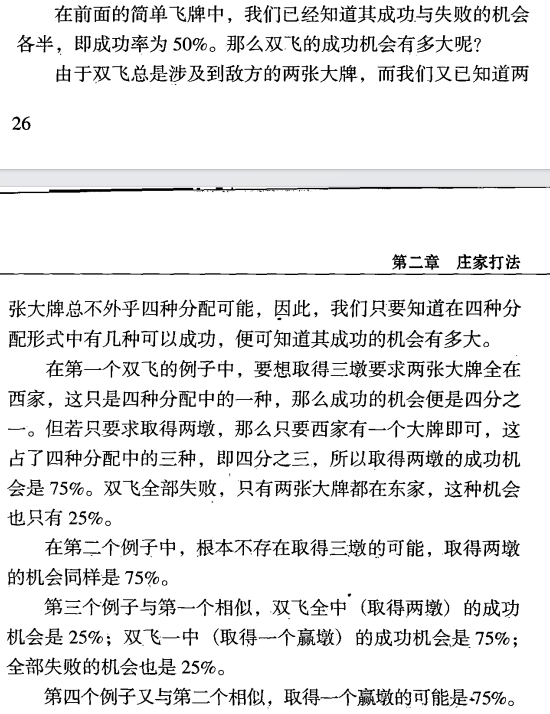 在前面的简单飞牌中，我们已经知道其成功与失败的机会
各半，即成功率为 50%。那么双飞的成功机会有多大呢？
由于双飞总是涉及到敌方的两张大牌，而我们又已知道两
26
第二章 庄家打法
张大牌总不外乎四种分配可能，因此，我们只要知道在四种分
配形式中有几种可以成功，便可知道其成功的机会有多大。
在第一个双飞的例子中，要想取得三墩要求两张大牌全在
西家，这只是四种分配中的一种，那么成功的机会便是四分之
一。但若只要求取得两墩，那么只要西家有一个大牌即可，这
占了四种分配中的三种，即四分之三，所以取得两墩的成功机
会是 75%。双飞全部失败，只有两张大牌都在东家，这种机会
也只有 25%。
在第二个例子中，根本不存在取得三墩的可能，取得两墩
的机会同样是 75%。
第三个例子与第一个相似，双飞全中（取得两墩）的成功
机会是 25%；双飞一中（取得一个赢墩）的成功机会是 75%；
全部失败的机会也是 25%。
第四个例子又与第二个相似，取得一个赢墩的可能是 75%。